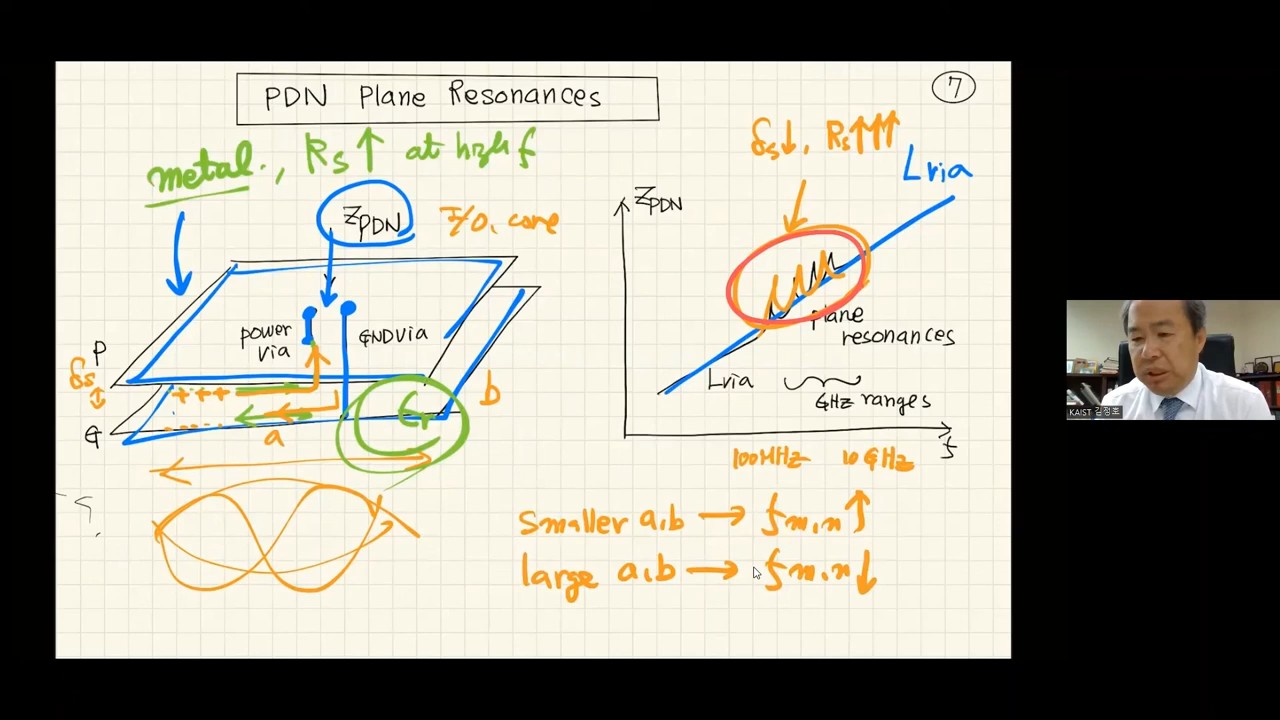 PDN Plane Resonances
7
metal., Rs↑ at high f
δs↓, Rs↑↑↑
Lvia
ZPDN
I/O, core
ZPDN
power via
GNDvia
P
δs
G
εr
a
b
plane resonances
Lvia
GHz ranges
f
100MHz 10GHz
smaller a,b → fm,n↑
large a,b → fm,n↓
KAIST 김정호